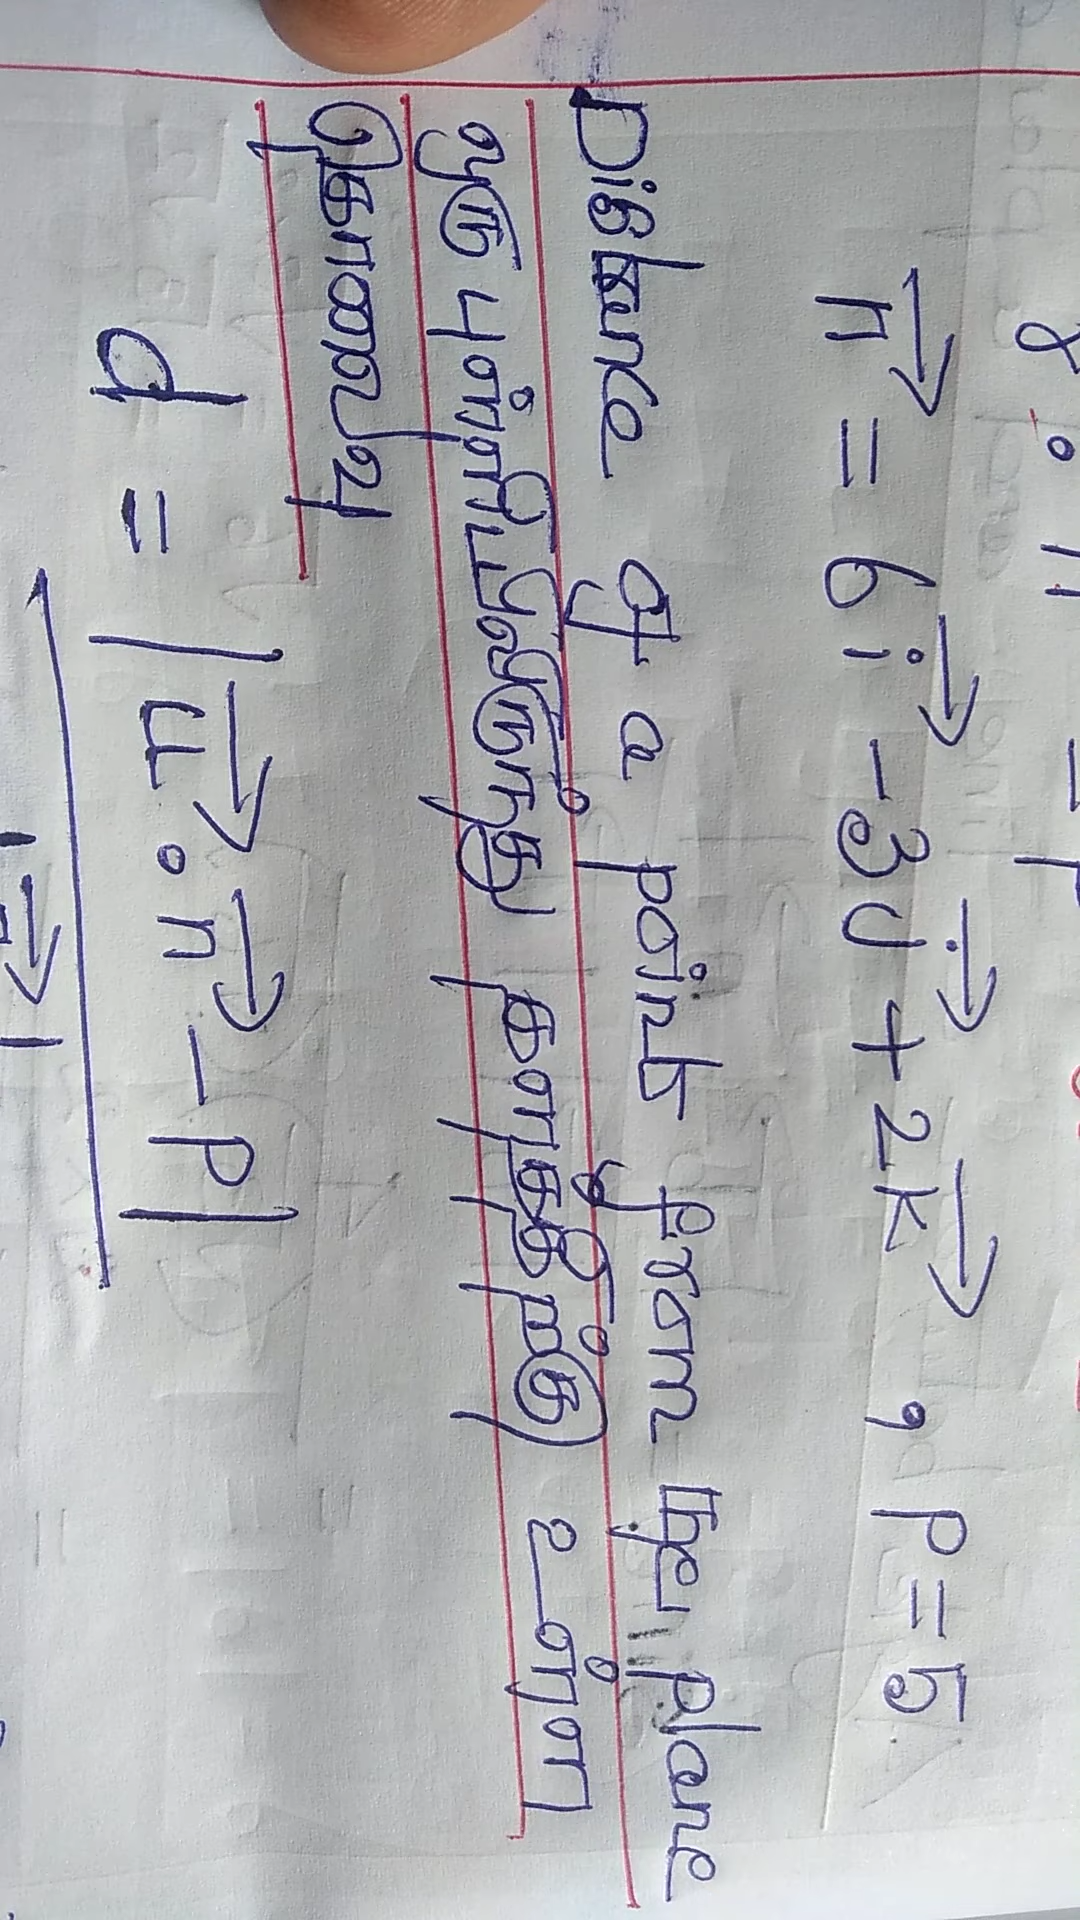 r⃗ . n⃗ = p
n⃗ = 6i⃗ - 3j⃗ + 2k⃗ , P = 5
Distance of a point from the plane
ஒரு புள்ளியிலிருந்து தளத்திற்கு உள்ள
தொலைவு
d = |u⃗ . n⃗ - P|
|n⃗|